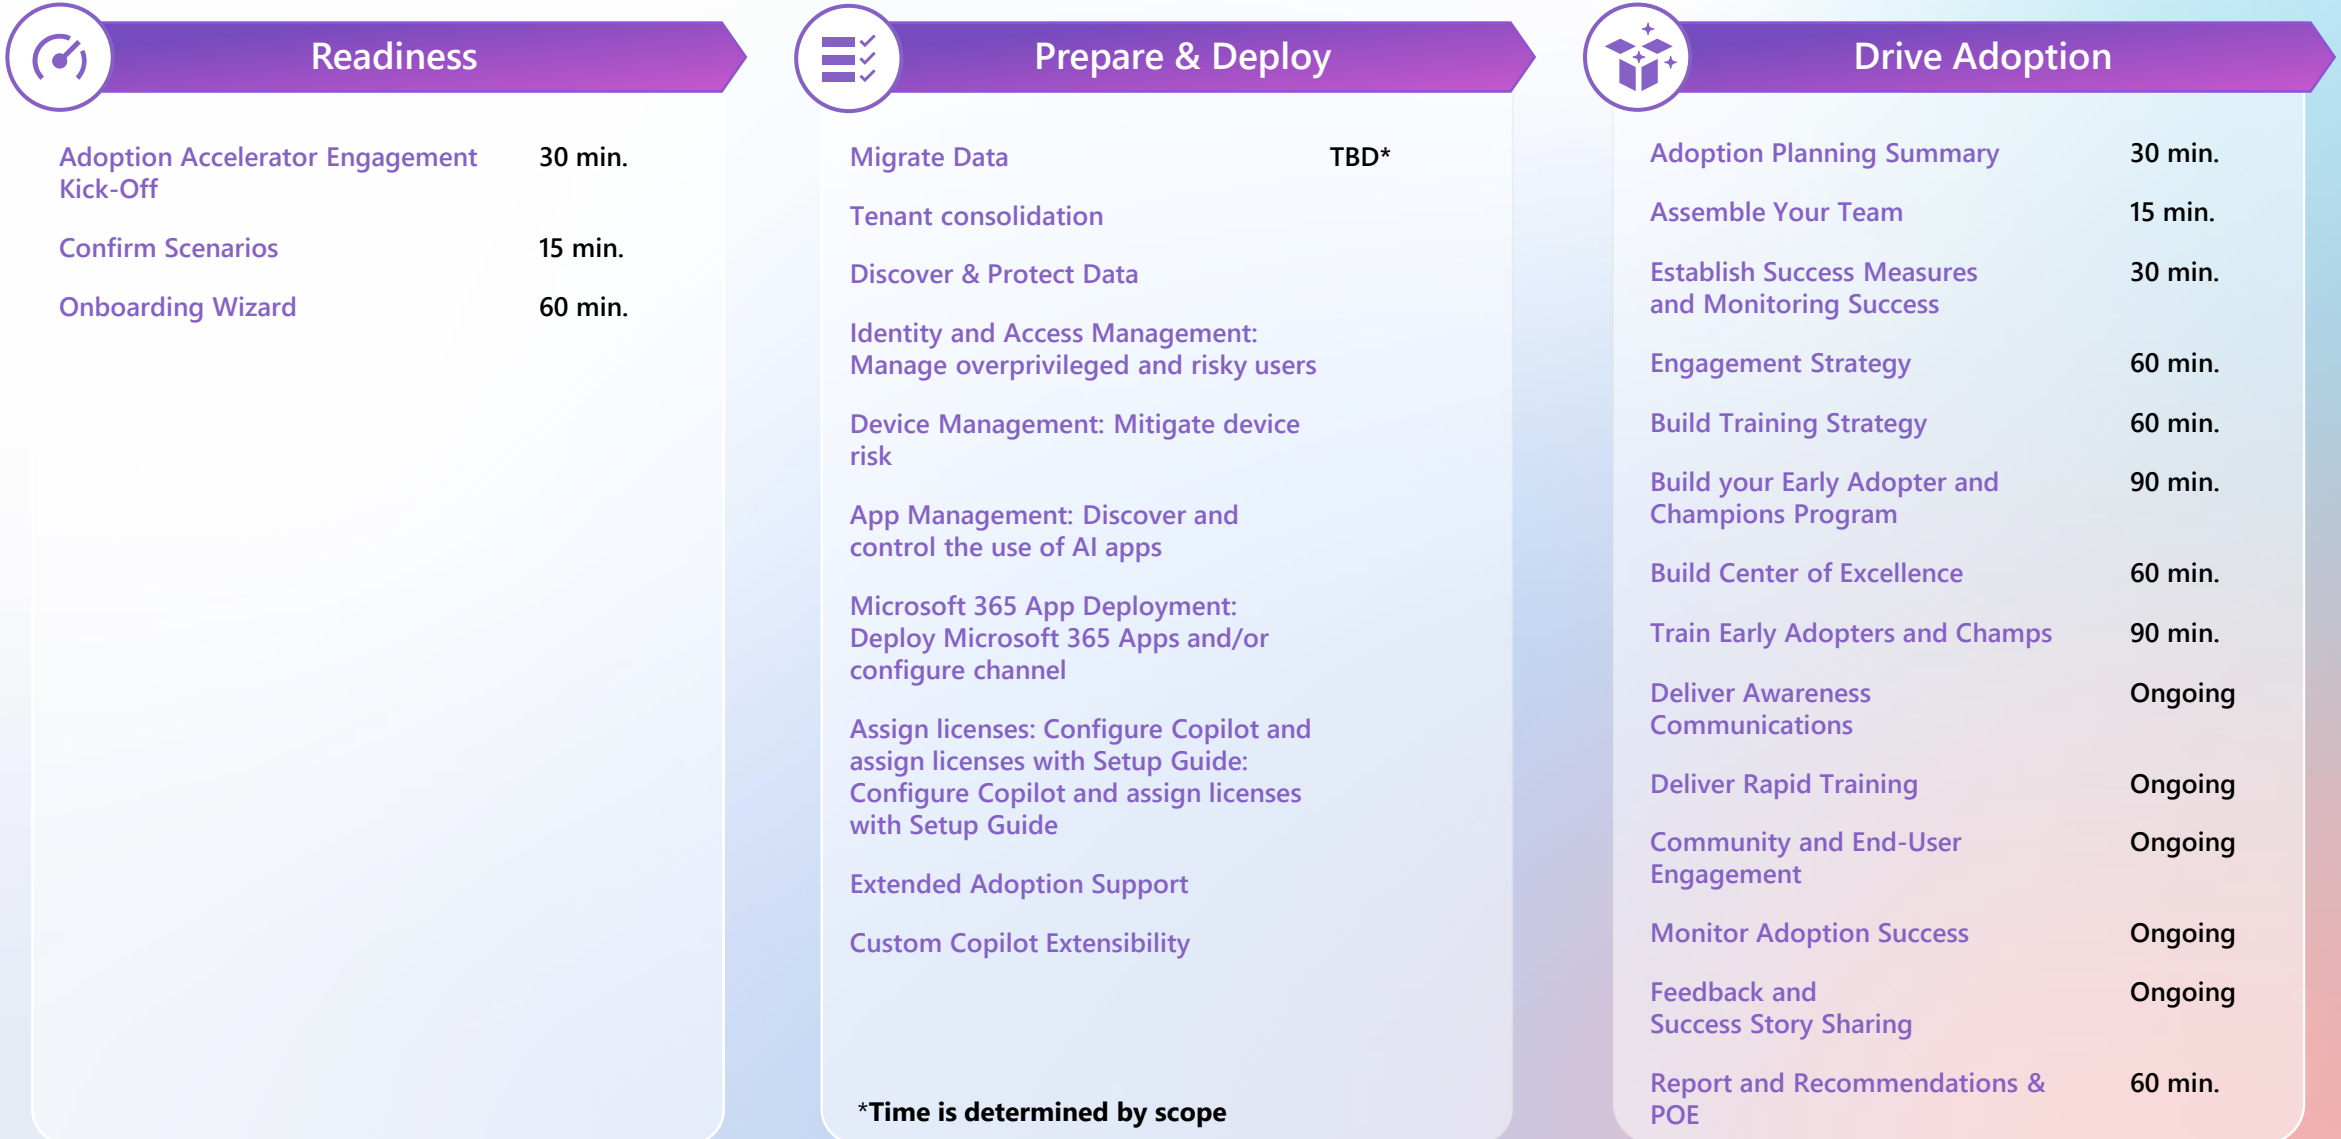 Readiness
Adoption Accelerator Engagement 30 min.
Kick-Off
Confirm Scenarios 15 min.
Onboarding Wizard 60 min.
Prepare & Deploy
Migrate Data TBD*
Tenant consolidation
Discover & Protect Data
Identity and Access Management:
Manage overprivileged and risky users
Device Management: Mitigate device
risk
App Management: Discover and
control the use of AI apps
Microsoft 365 App Deployment:
Deploy Microsoft 365 Apps and/or
configure channel
Assign licenses: Configure Copilot and
assign licenses with Setup Guide:
Configure Copilot and assign licenses
with Setup Guide
Extended Adoption Support
Custom Copilot Extensibility
*Time is determined by scope
Drive Adoption
Adoption Planning Summary 30 min.
Assemble Your Team 15 min.
Establish Success Measures 30 min.
and Monitoring Success
Engagement Strategy 60 min.
Build Training Strategy 60 min.
Build your Early Adopter and 90 min.
Champions Program
Build Center of Excellence 60 min.
Train Early Adopters and Champs 90 min.
Deliver Awareness Ongoing
Communications
Deliver Rapid Training Ongoing
Community and End-User Ongoing
Engagement
Monitor Adoption Success Ongoing
Feedback and Ongoing
Success Story Sharing
Report and Recommendations & 60 min.
POE